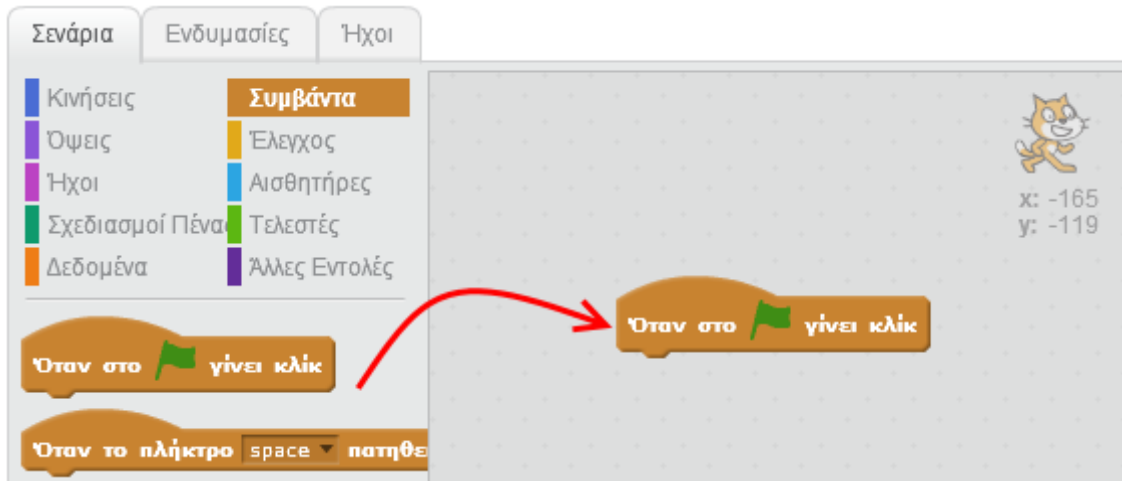 Σενάρια Ενδυμασίες Ήχοι
Κινήσεις Συμβάντα
Όψεις Έλεγχος
Ήχοι Αισθητήρες
Σχεδιασμοί Πένας Τελεστές
Δεδομένα Άλλες Εντολές
x: -165
y: -119
Όταν στο γίνει κλίκ
Όταν στο γίνει κλίκ
Όταν το πλήκτρο space πατηθε